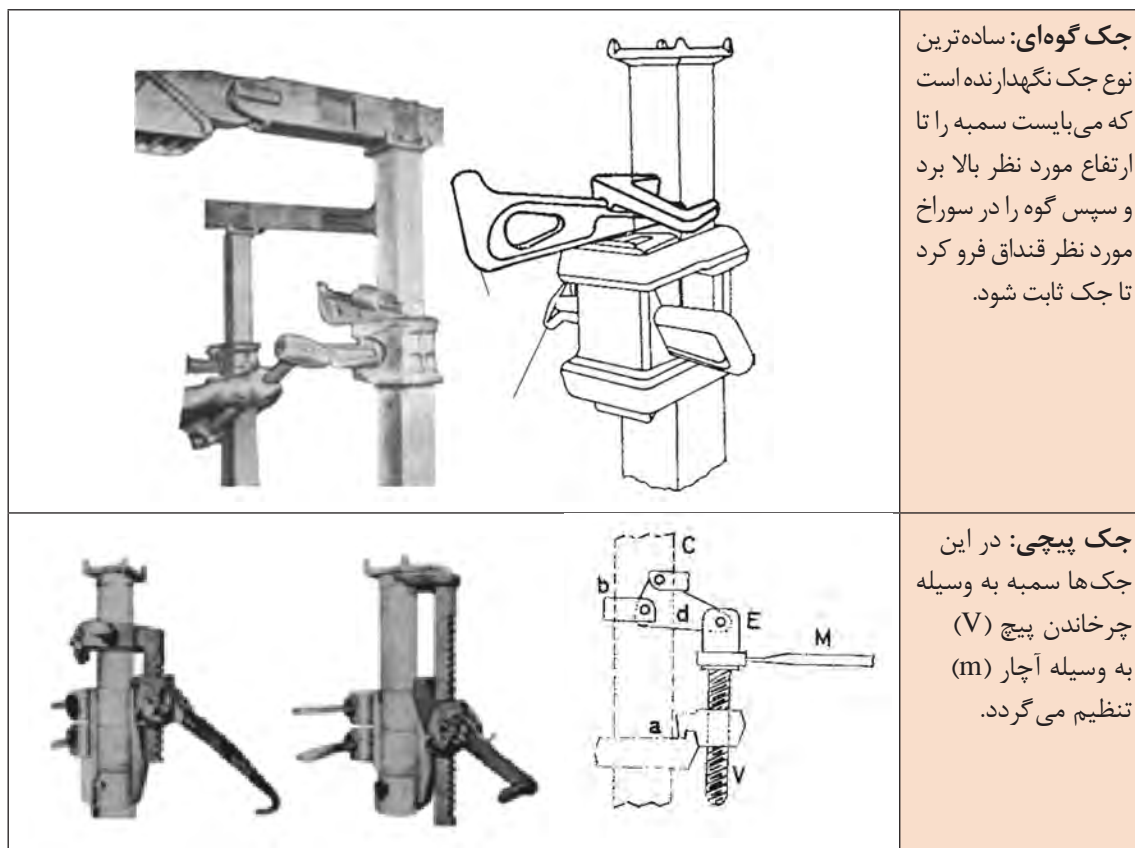 جک گوه‌ای: ساده‌ترین
نوع جک نگهدارنده است
که می‌بایست سمبه را تا
ارتفاع مورد نظر بالا برد
و سپس گوه را در سوراخ
مورد نظر قنداق فرو کرد
تا جک ثابت شود.
جک پیچی: در این
جک‌ها سمبه به وسیله
چرخاندن پیچ (V)
به وسیله آچار (m)
تنظیم می‌گردد.
C
b
d
E
M
a
V